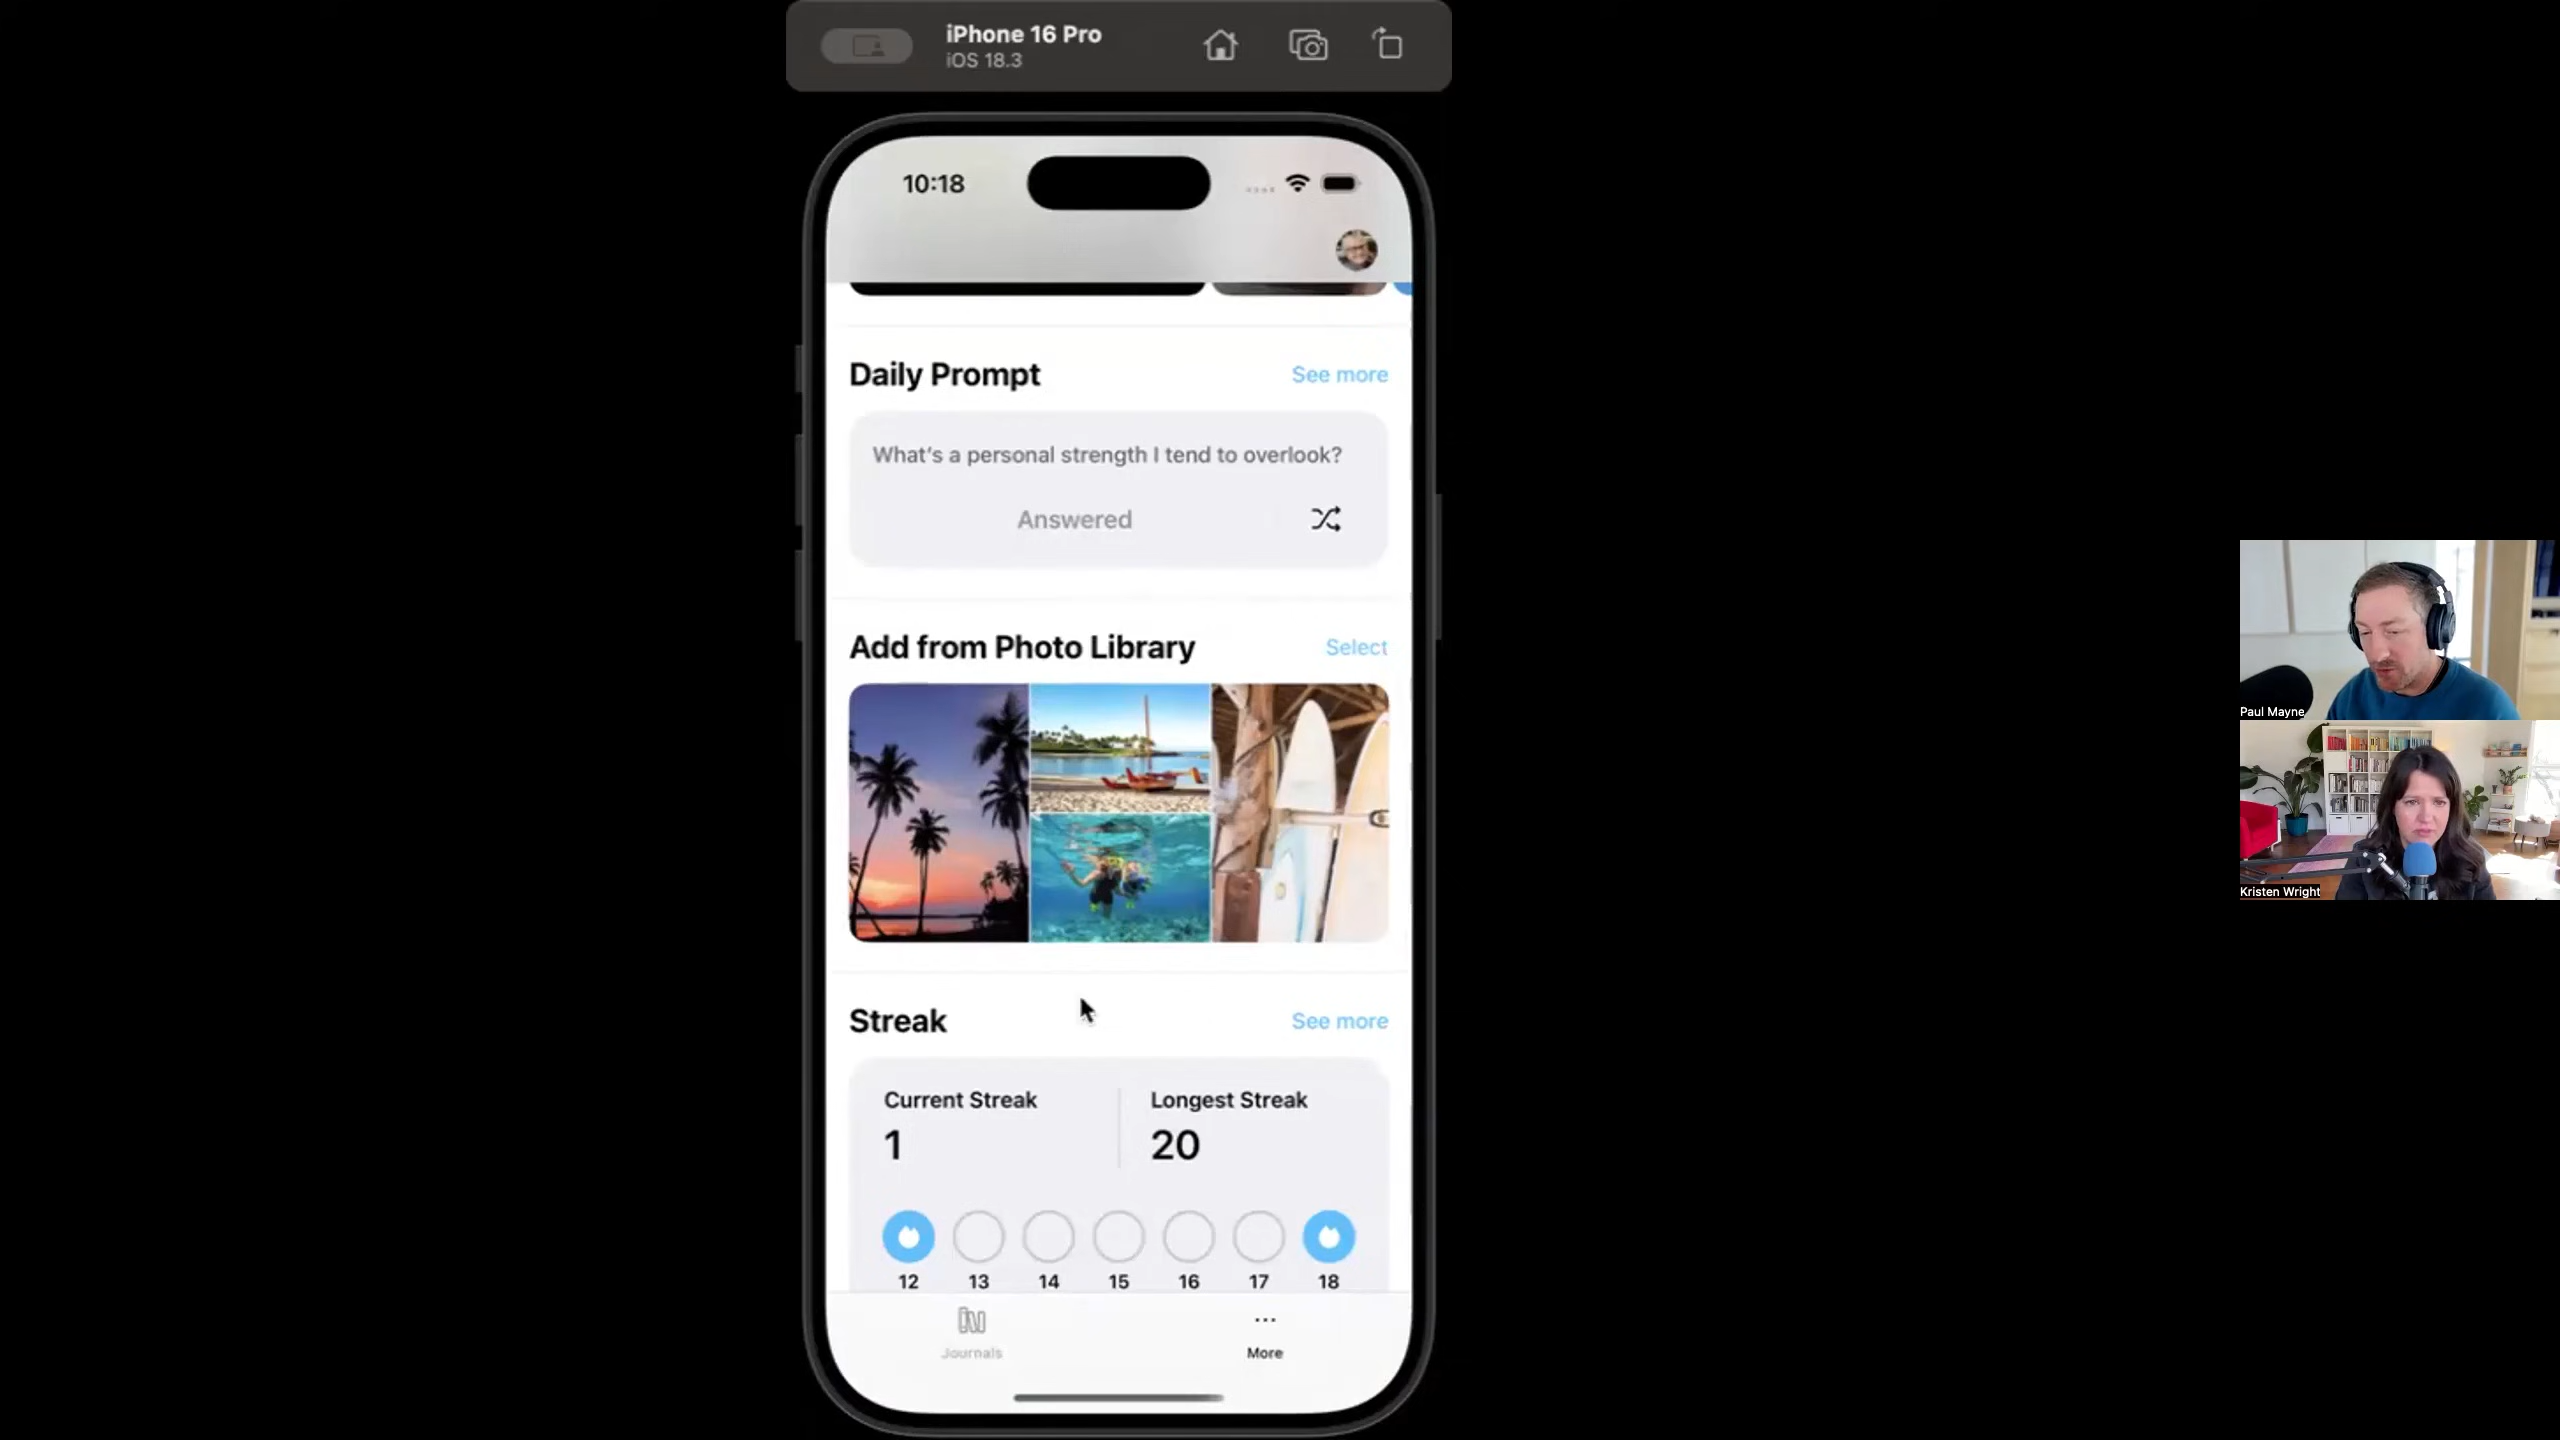 iPhone 16 Pro
iOS 18.3
10:18
Daily Prompt
See more
What's a personal strength I tend to overlook?
Answered
Add from Photo Library
Select
Streak
See more
Current Streak
Longest Streak
1
20
12 13 14 15 16 17 18
Journals
More
Paul Mayne
Kristen Wright